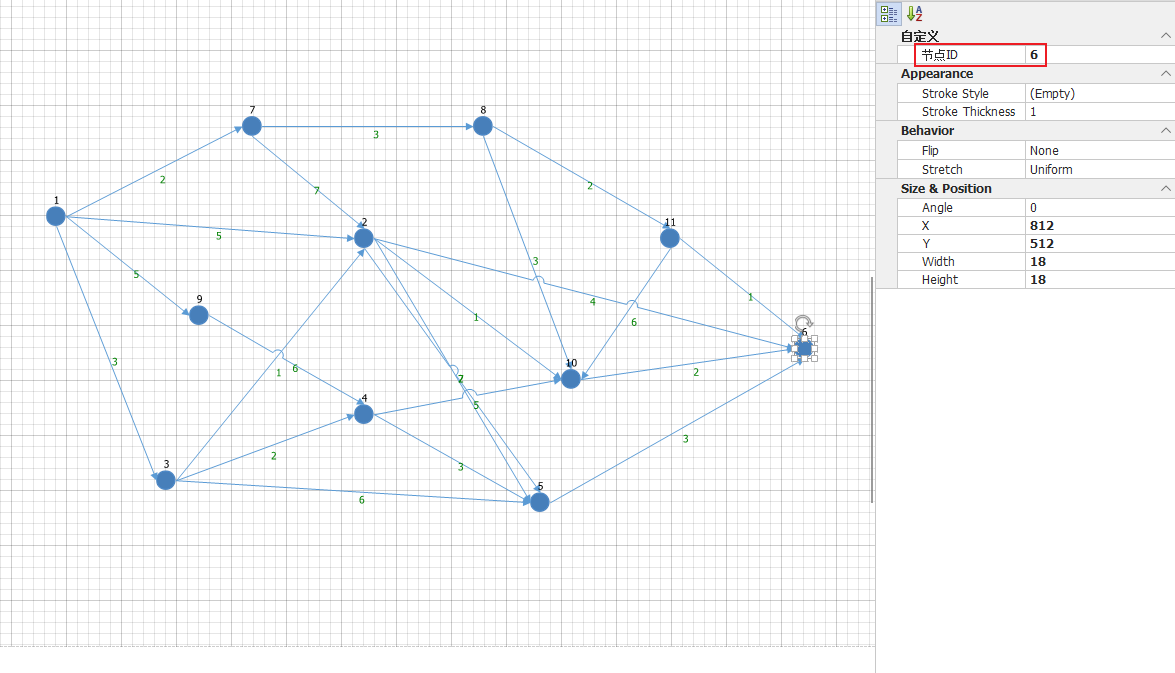 A
Z
自定义
节点ID 6
Appearance
Stroke Style (Empty)
Stroke Thickness 1
Behavior
Flip None
Stretch Uniform
Size & Position
Angle 0
X 812
Y 512
Width 18
Height 18
7
8
3
2
2
7
1
2
11
5
3
5
9
1
4
6
6
3
1
6
10
2
7
4
5
2
3
3
3
5
6